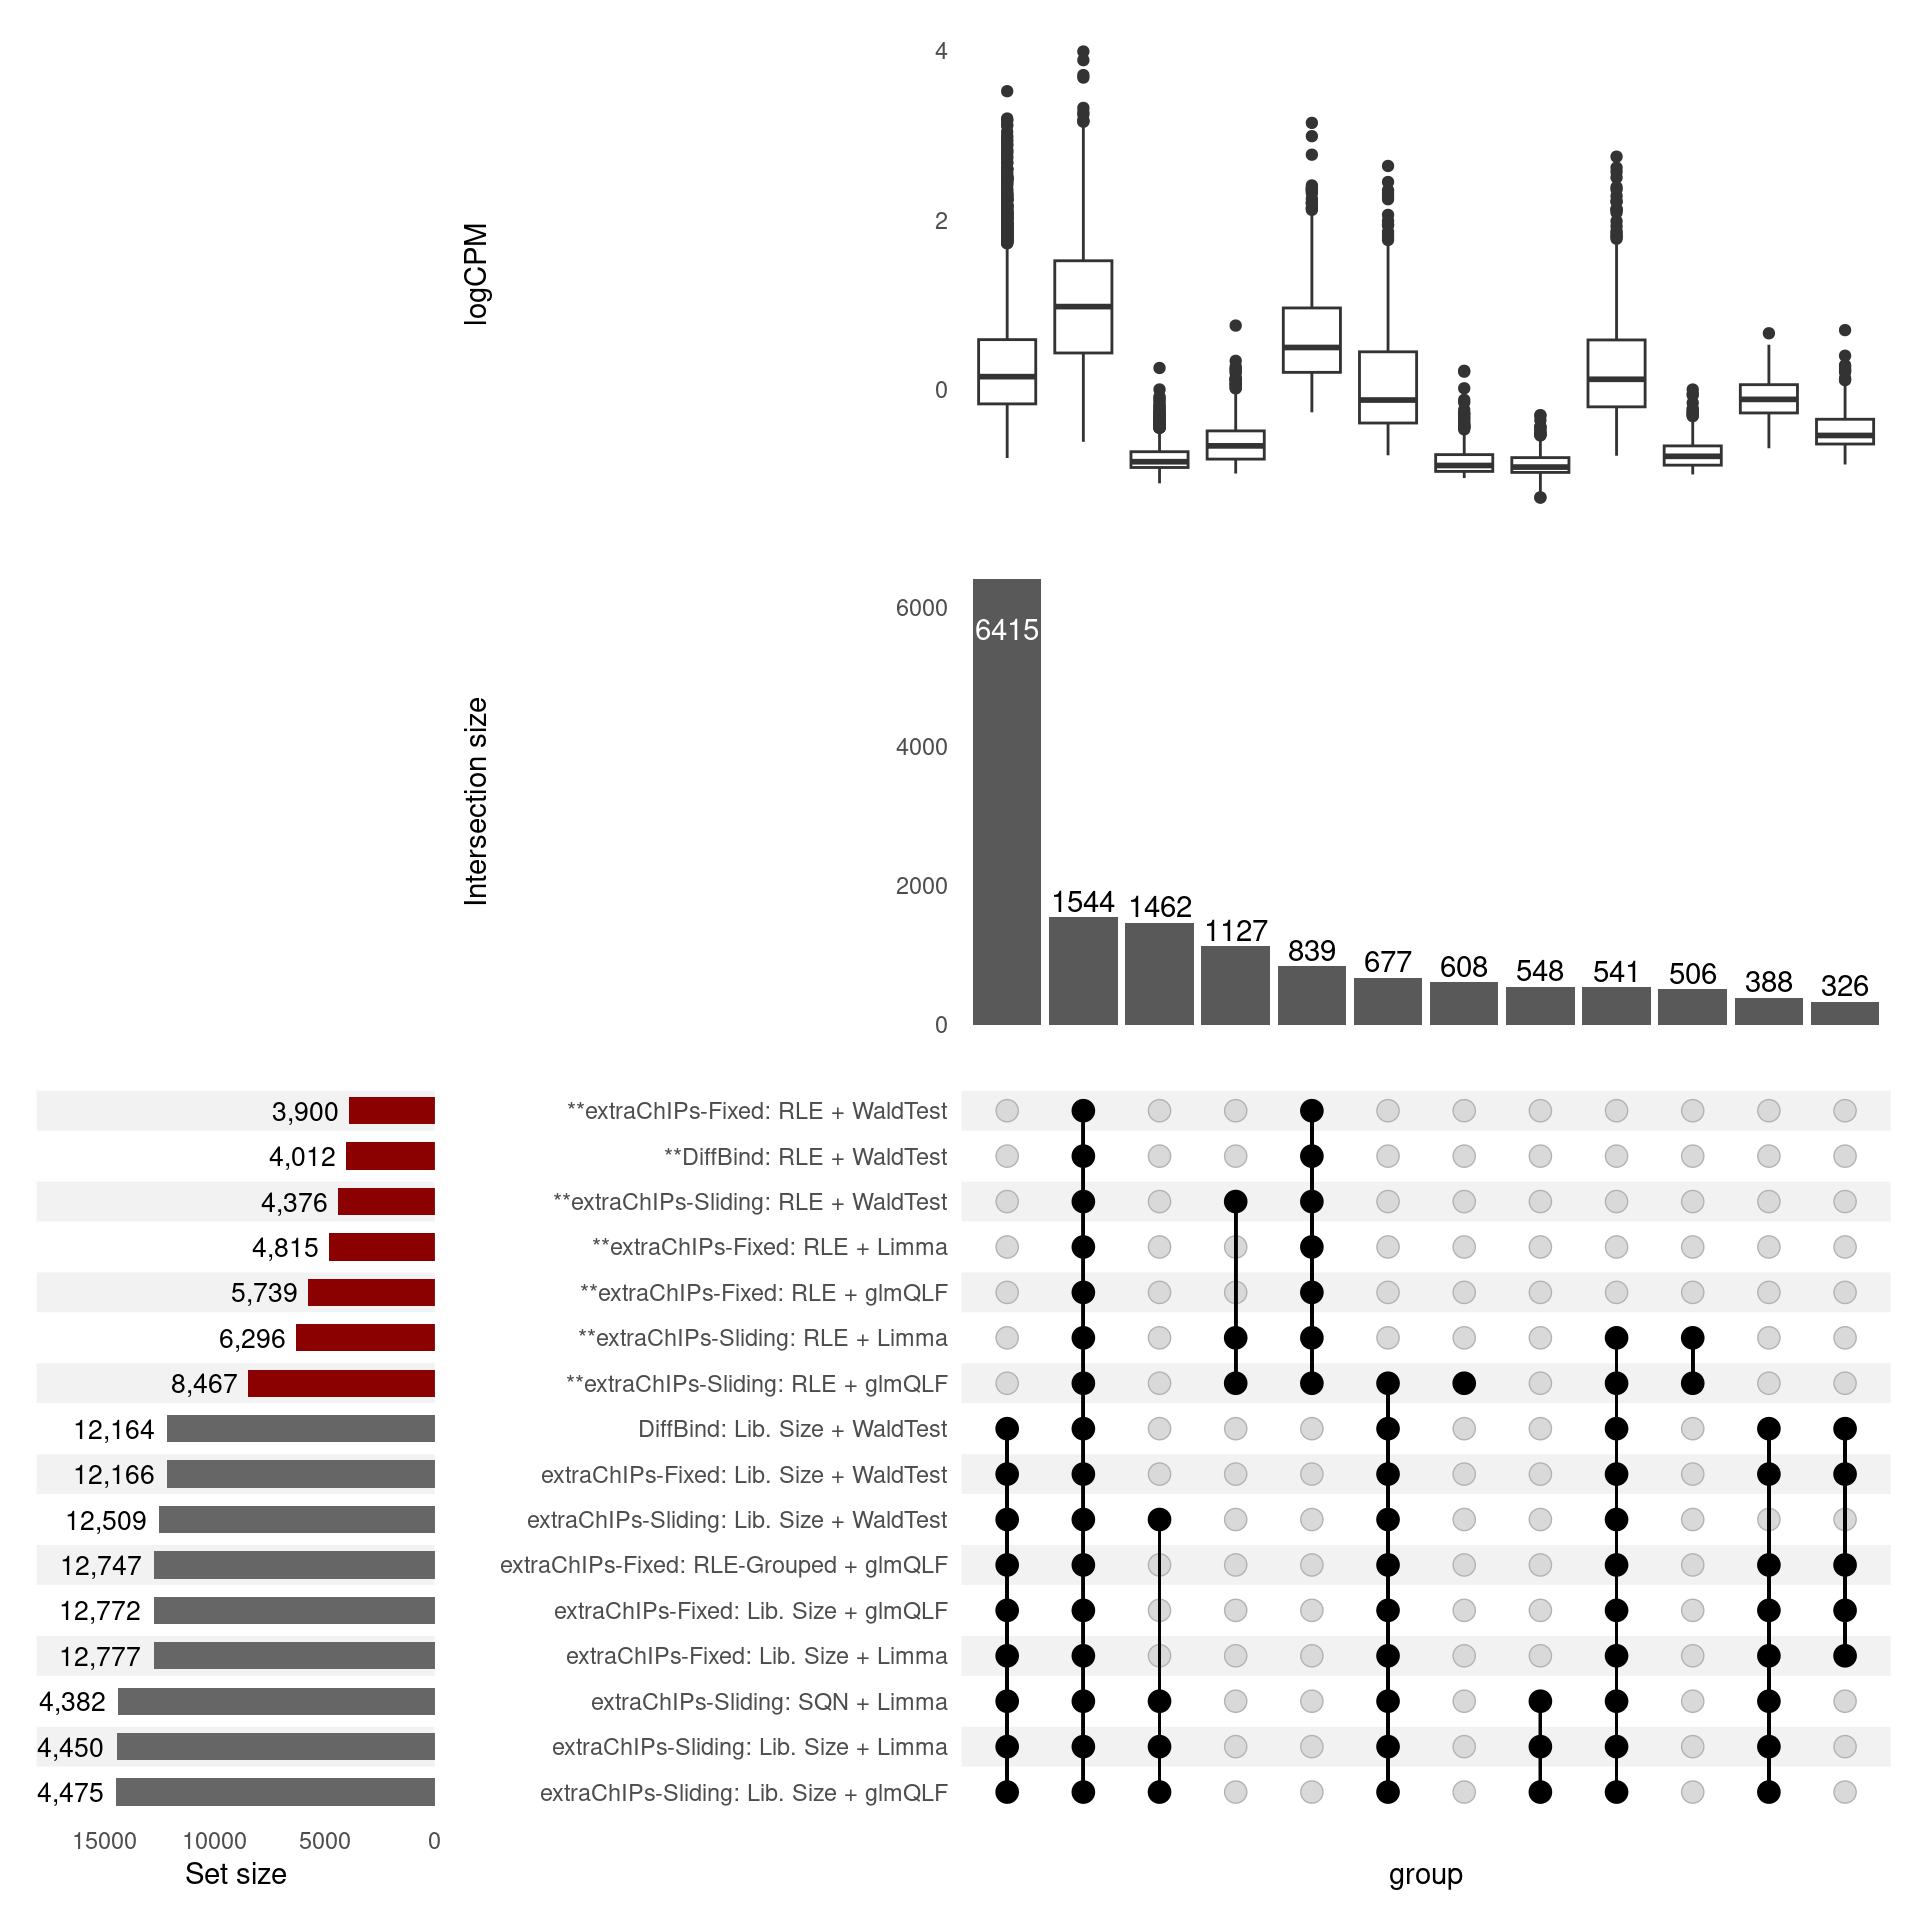 4
2
0
logCPM
6000
4000
2000
0
Intersection size
6415
1544
1462
1127
839
677
608
548
541
506
388
326
3,900
**extraChIPs-Fixed: RLE + WaldTest
4,012
**DiffBind: RLE + WaldTest
4,376
**extraChIPs-Sliding: RLE + WaldTest
4,815
**extraChIPs-Fixed: RLE + Limma
5,739
**extraChIPs-Fixed: RLE + glmQLF
6,296
**extraChIPs-Sliding: RLE + Limma
8,467
**extraChIPs-Sliding: RLE + glmQLF
12,164
DiffBind: Lib. Size + WaldTest
12,166
extraChIPs-Fixed: Lib. Size + WaldTest
12,509
extraChIPs-Sliding: Lib. Size + WaldTest
12,747
extraChIPs-Fixed: RLE-Grouped + glmQLF
12,772
extraChIPs-Fixed: Lib. Size + glmQLF
12,777
extraChIPs-Fixed: Lib. Size + Limma
4,382
extraChIPs-Sliding: SQN + Limma
4,450
extraChIPs-Sliding: Lib. Size + Limma
4,475
extraChIPs-Sliding: Lib. Size + glmQLF
15000 10000 5000 0
Set size
group